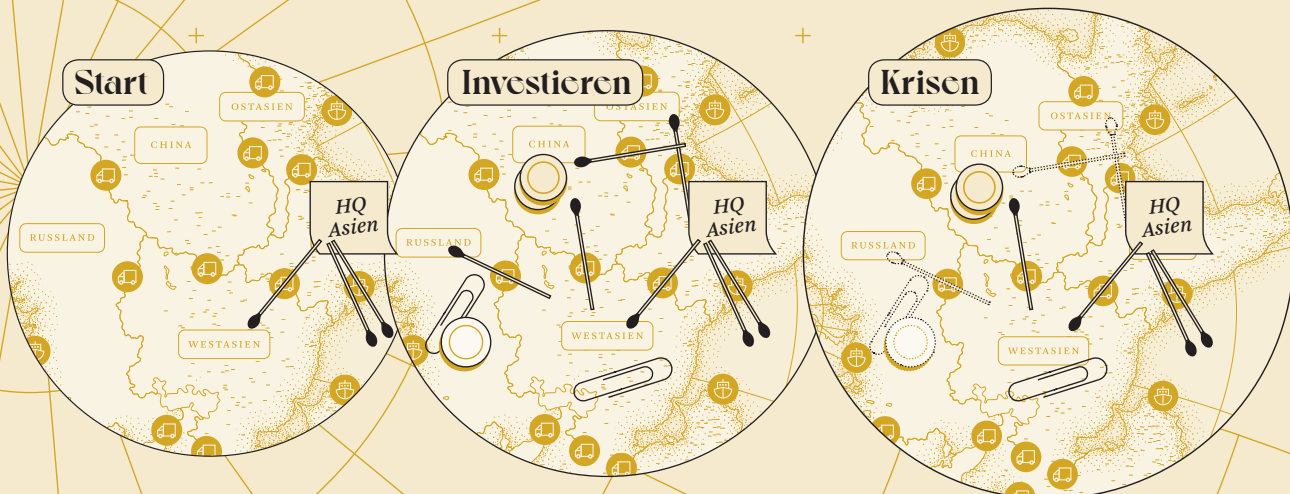 Start
OSTASIEN
CHINA
RUSSLAND
HQ
Asien
WESTASIEN
Investieren
OSTASIEN
CHINA
RUSSLAND
HQ
Asien
WESTASIEN
Krisen
OSTASIEN
CHINA
RUSSLAND
HQ
Asien
WESTASIEN